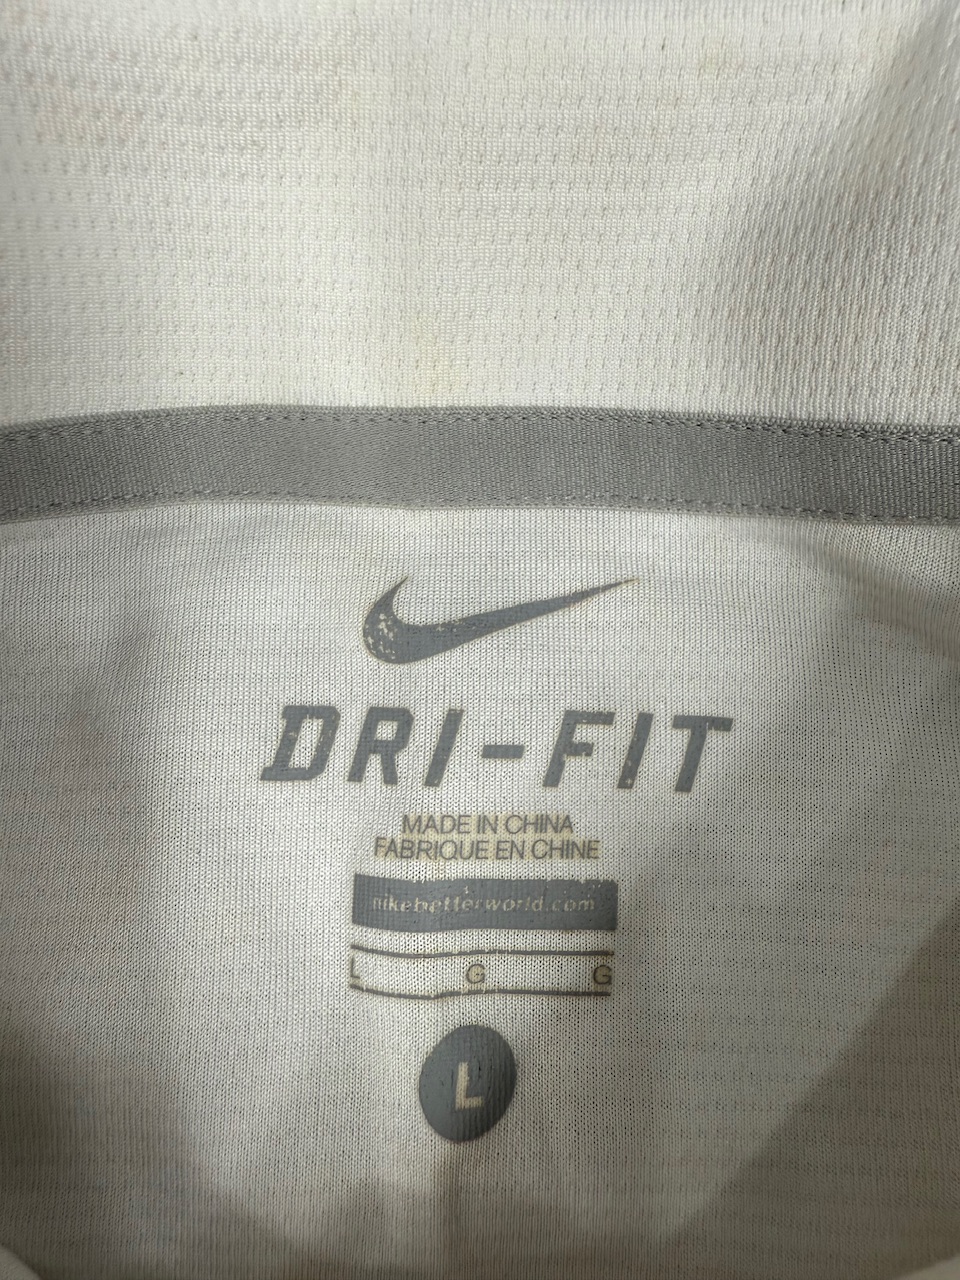 DRI-FIT
MADE IN CHINA
FABRIQUE EN CHINE
nikebetterworld.com
L G G
L